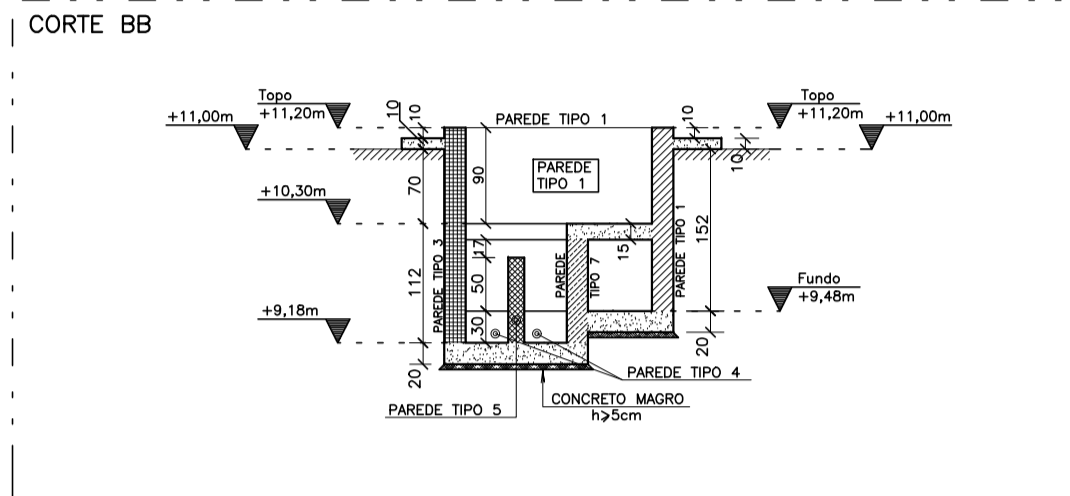 CORTE BB
Topo
+11,20m
+11,00m
10
10
PAREDE TIPO 1
10
Topo
+11,20m
+11,00m
10
70
90
PAREDE
TIPO 1
+10,30m
PAREDE TIPO 3
17
PAREDE
TIPO 7
15
PAREDE TIPO 1
152
112
50
Fundo
+9,48m
+9,18m
30
20
20
PAREDE TIPO 4
PAREDE TIPO 5
CONCRETO MAGRO
h⩾5cm